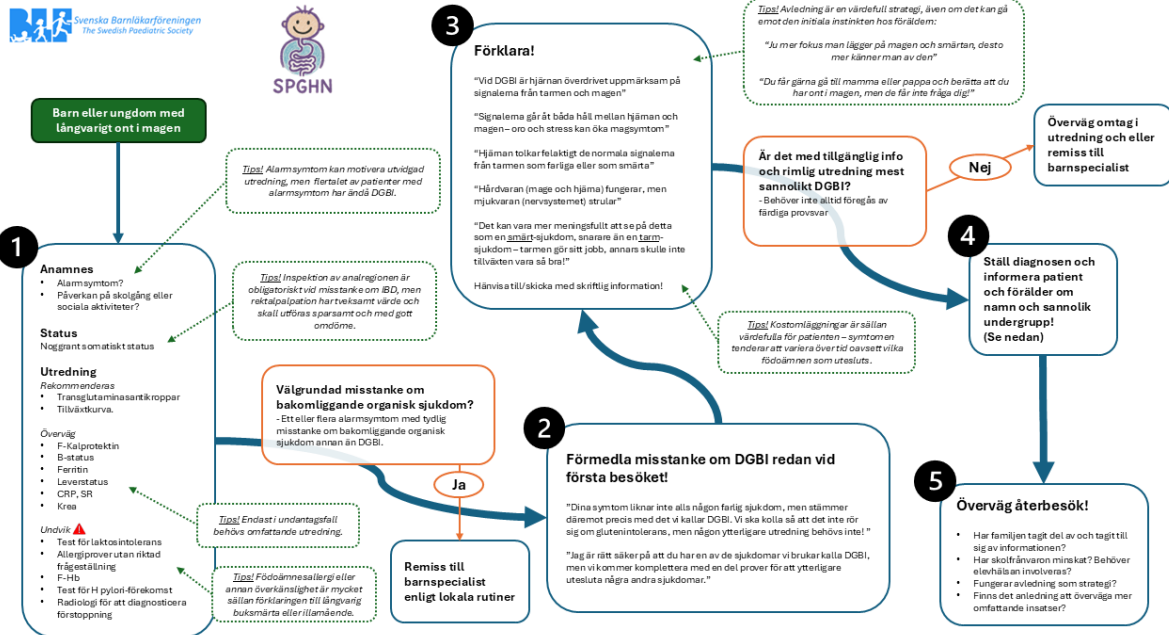 Svenska Barnläkarföreningen
The Swedish Paediatric Society
SPGHN
Barn eller ungdom med
långvarigt ont i magen
1
Anamnes
• Alarmsymtom?
• Påverkan på skolgång eller
sociala aktiviteter?
Status
Noggrant somatiskt status
Utredning
Rekommenderas
• Transglutaminasantikroppar
• Tillväxtkurva.
Överväg
• F-Kalprotektin
• B-status
• Ferritin
• Leverstatus
• CRP, SR
• Krea
Undvik
• Test för laktosintolerans
• Allergiprover utan riktad
frågeställning
• F-Hb
• Test för H pylori-förekomst
• Radiologi för att diagnosticera
förstoppning
Tips! Alarmsymtom kan motivera utvidgad
utredning, men flertalet av patienter med
alarmsymtom har ändå DGBI.
Tips! Inspektion av analregionen är
obligatoriskt vid misstanke om IBD, men
rektalpalpation har tveksamt värde och
skall utföras sparsamt och med gott
omdöme.
Tips! Endast i undantagsfall
behövs omfattande utredning.
Tips! Födoämnesallergi eller
annan överkänslighet är mycket
sällan förklaringen till långvarig
buksmärta eller illamående.
Välgrundad misstanke om
bakomliggande organisk sjukdom?
- Ett eller flera alarmsymtom med tydlig
misstanke om bakomliggande organisk
sjukdom annan än DGBI.
Ja
Remiss till
barnspecialist
enligt lokala rutiner
2
Förmedla misstanke om DGBI redan vid
första besöket!
"Dina symtom liknar inte alls någon farlig sjukdom, men stämmer
däremot precis med det vi kallar DGBI. Vi ska kolla så att det inte rör
sig om glutenintolerans, men någon ytterligare utredning behövs inte! "
"Jag är rätt säker på att du har en av de sjukdomar vi brukar kalla DGBI,
men vi kommer komplettera med en del prover för att ytterligare
utesluta några andra sjukdomar."
3
Förklara!
"Vid DGBI är hjärnan överdrivet uppmärksam på
signalerna från tarmen och magen"
"Signalerna går åt båda håll mellan hjärnan och
magen– oro och stress kan öka magsymtom"
"Hjärnan tolkar felaktigt de normala signalerna
från tarmen som farliga eller som smärta"
"Hårdvaran (mage och hjärna) fungerar, men
mjukvaran (nervsystemet) strular"
"Det kan vara mer meningsfullt att se på detta
som en smärt-sjukdom, snarare än en tarm-
sjukdom – tarmen gör sitt jobb, annars skulle inte
tillväxten vara så bra!"
Hänvisa till/skicka med skriftlig information!
Tips! Avledning är en värdefull strategi, även om det kan gå
emot den initiala instinkten hos föräldern:
"Ju mer fokus man lägger på magen och smärtan, desto
mer känner man av den"
"Du får gärna gå till mamma eller pappa och berätta att du
har ont i magen, men de får inte fråga dig!"
Tips! Kostomläggningar är sällan
värdefulla för patienten – symtomen
tenderar att variera över tid oavsett vilka
födoämnen som utesluts.
Är det med tillgänglig info
och rimlig utredning mest
sannolikt DGBI?
- Behöver inte alltid föregås av
färdiga provsvar
Nej
Överväg omtag i
utredning och eller
remiss till
barnspecialist
4
Ställ diagnosen och
informera patient
och förälder om
namn och sannolik
undergrupp!
(Se nedan)
5
Överväg återbesök!
• Har familjen tagit del av och tagit till
sig av informationen?
• Har skolfrånvaron minskat? Behöver
elevhälsan involveras?
• Fungerar avledning som strategi?
• Finns det anledning att överväga mer
omfattande insatser?